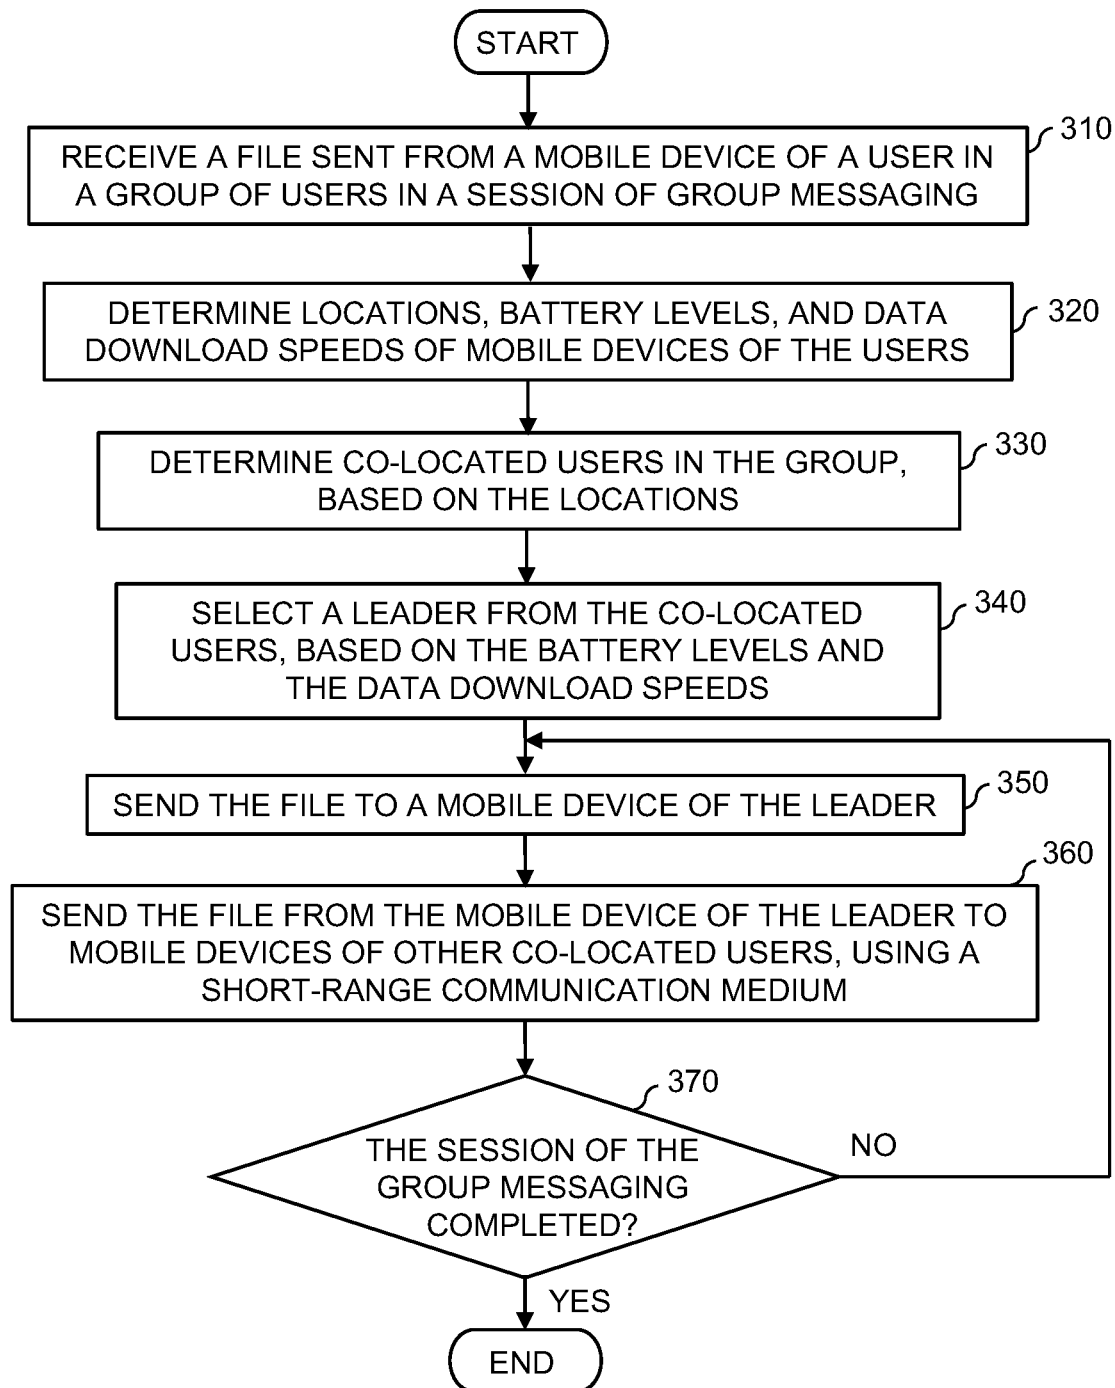 START
310
RECEIVE A FILE SENT FROM A MOBILE DEVICE OF A USER IN
A GROUP OF USERS IN A SESSION OF GROUP MESSAGING
320
DETERMINE LOCATIONS, BATTERY LEVELS, AND DATA
DOWNLOAD SPEEDS OF MOBILE DEVICES OF THE USERS
330
DETERMINE CO-LOCATED USERS IN THE GROUP,
BASED ON THE LOCATIONS
340
SELECT A LEADER FROM THE CO-LOCATED
USERS, BASED ON THE BATTERY LEVELS AND
THE DATA DOWNLOAD SPEEDS
350
SEND THE FILE TO A MOBILE DEVICE OF THE LEADER
360
SEND THE FILE FROM THE MOBILE DEVICE OF THE LEADER TO
MOBILE DEVICES OF OTHER CO-LOCATED USERS, USING A
SHORT-RANGE COMMUNICATION MEDIUM
370
THE SESSION OF THE
GROUP MESSAGING
COMPLETED?
NO
YES
END